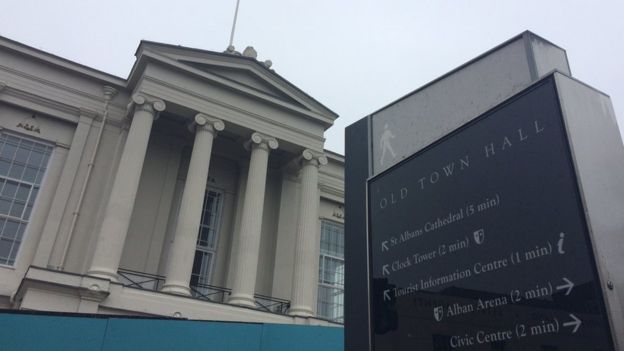 OLD TOWN HALL
St Albans Cathedral (5 min)
Clock Tower (2 min)
Tourist Information Centre (1 min) i
Alban Arena (2 min)
Civic Centre (2 min)